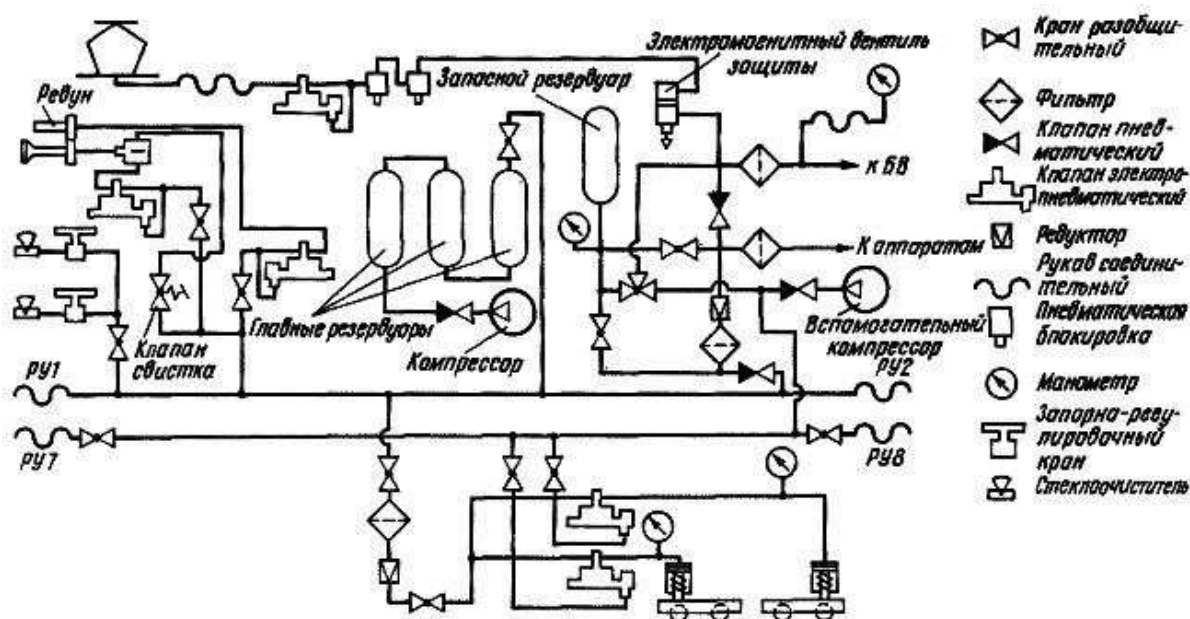 Электромагнитный вентиль
защиты
Запасной резервуар
Ревун
к БВ
К аппаратам
Главные резервуары
Компрессор
Вспомогательный
компрессор
Клапан
свистка
РУ1
РУ2
РУ7
РУ8
Кран разобщи-
тельный
Фильтр
Клапан пнев-
матический
Клапан электро-
пневматический
Редуктор
Рукав соедини-
тельный
Пневматическая
блокировка
Манометр
Запорно-регу-
лировочный
кран
Стеклоочиститель